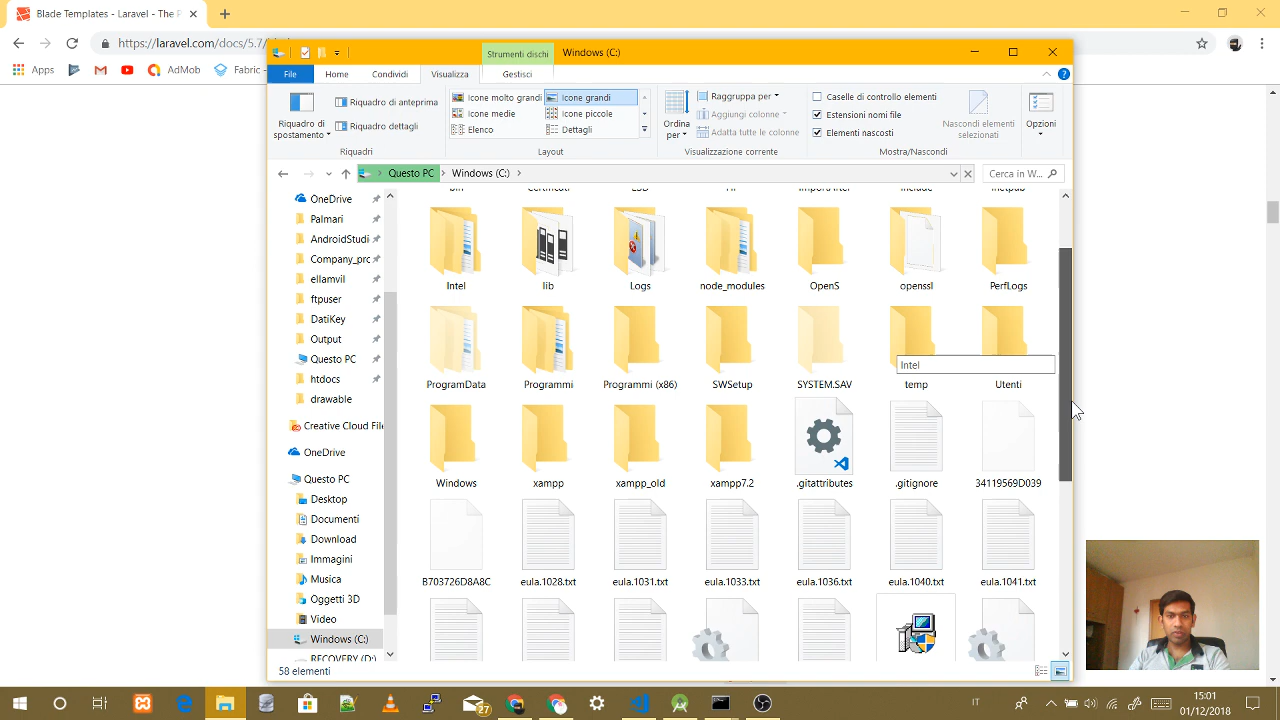 Blade Templates - Laravel - The P
https://laravel.com/docs/5.7/bla
Apps
AdMob
Fabric -
Strumenti dischi
Windows (C:)
File
Home
Condividi
Visualizza
Gestisci
Riquadro di spostamento
Riquadro di anteprima
Riquadro dettagli
Riquadri
Icone molto grandi
Icone grandi
Icone medie
Icone piccole
Elenco
Dettagli
Layout
Ordina per
Raggruppa per
Aggiungi colonne
Adatta tutte le colonne
Visualizzazione corrente
Caselle di controllo elementi
Estensioni nomi file
Elementi nascosti
Nascondi elementi selezionati
Mostra/Nascondi
Opzioni
Questo PC
Windows (C:)
Cerca in W...
OneDrive
Palmari
AndroidStudi
Company_prc
ellamvil
ftpuser
DatiKey
Output
Questo PC
htdocs
drawable
Creative Cloud File
OneDrive
Questo PC
Desktop
Documenti
Download
Immagini
Musica
Oggetti 3D
Video
Windows (C:)
RECOVERY (D:)
Intel
lib
Logs
node_modules
OpenS
openssl
PerfLogs
ProgramData
Programmi
Programmi (x86)
SWSetup
SYSTEM.SAV
temp
Utenti
Intel
Windows
xampp
xampp_old
xampp7.2
.gitattributes
.gitignore
34119569D039
B703726D8A8C
eula.1028.txt
eula.1031.txt
eula.1033.txt
eula.1036.txt
eula.1040.txt
eula.1041.txt
58 elementi
27
IT
15:01
01/12/2018